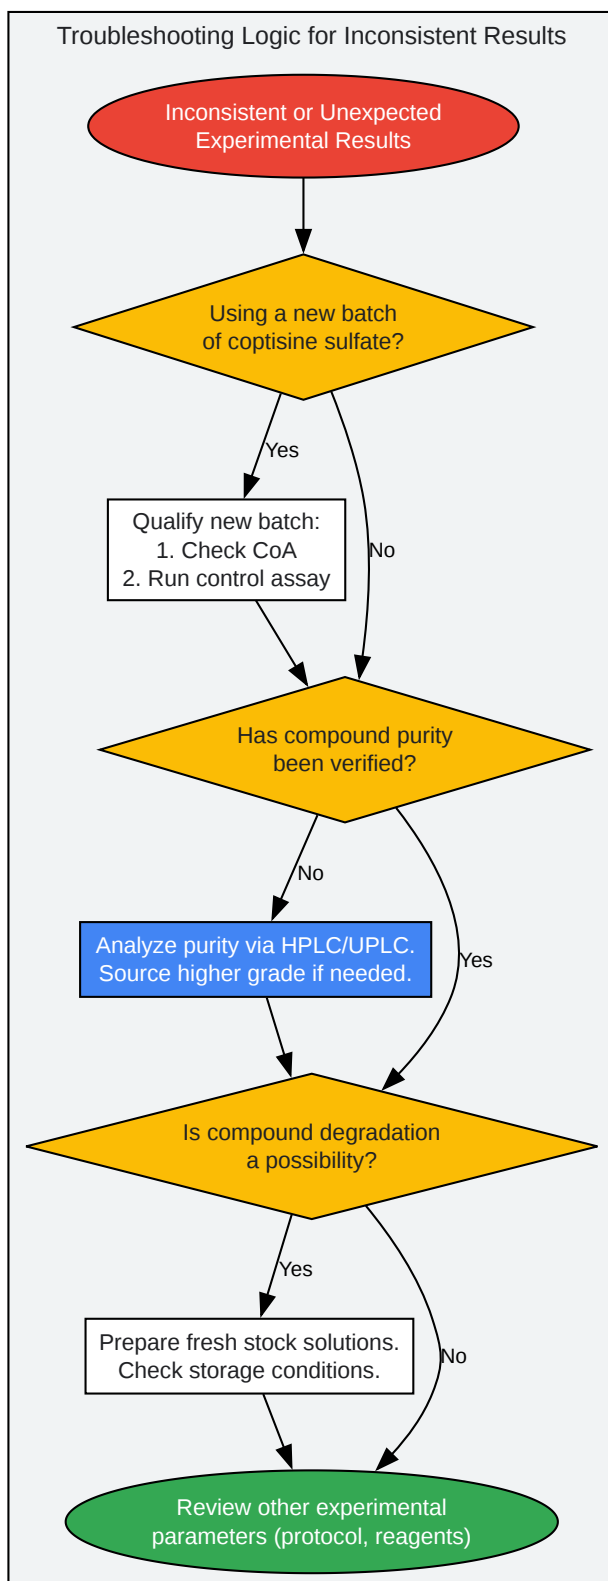 Troubleshooting Logic for Inconsistent Results
Inconsistent or Unexpected
Experimental Results
Using a new batch
of coptisine sulfate?
Yes
Qualify new batch:
1. Check CoA
2. Run control assay
No
Has compound purity
been verified?
No
Analyze purity via HPLC/UPLC.
Source higher grade if needed.
Yes
Is compound degradation
a possibility?
Yes
Prepare fresh stock solutions.
Check storage conditions.
No
Review other experimental
parameters (protocol, reagents)